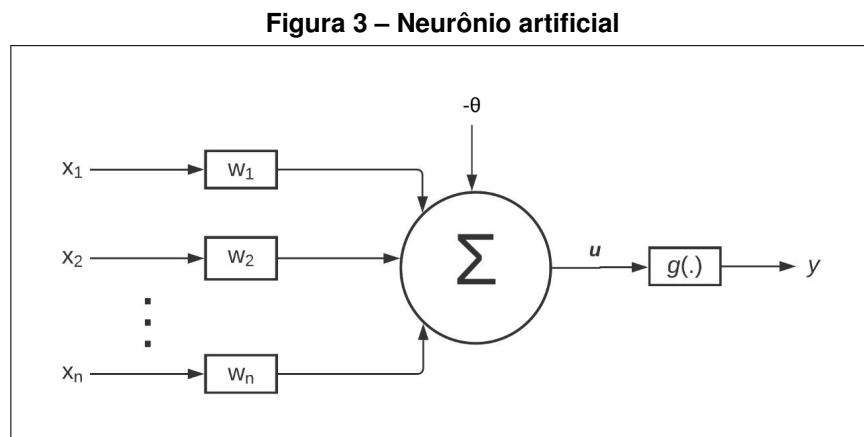 Figura 3 – Neurônio artificial
-θ
x₁ w₁
x₂ w₂
Σ u g(.) y
xₙ wₙ